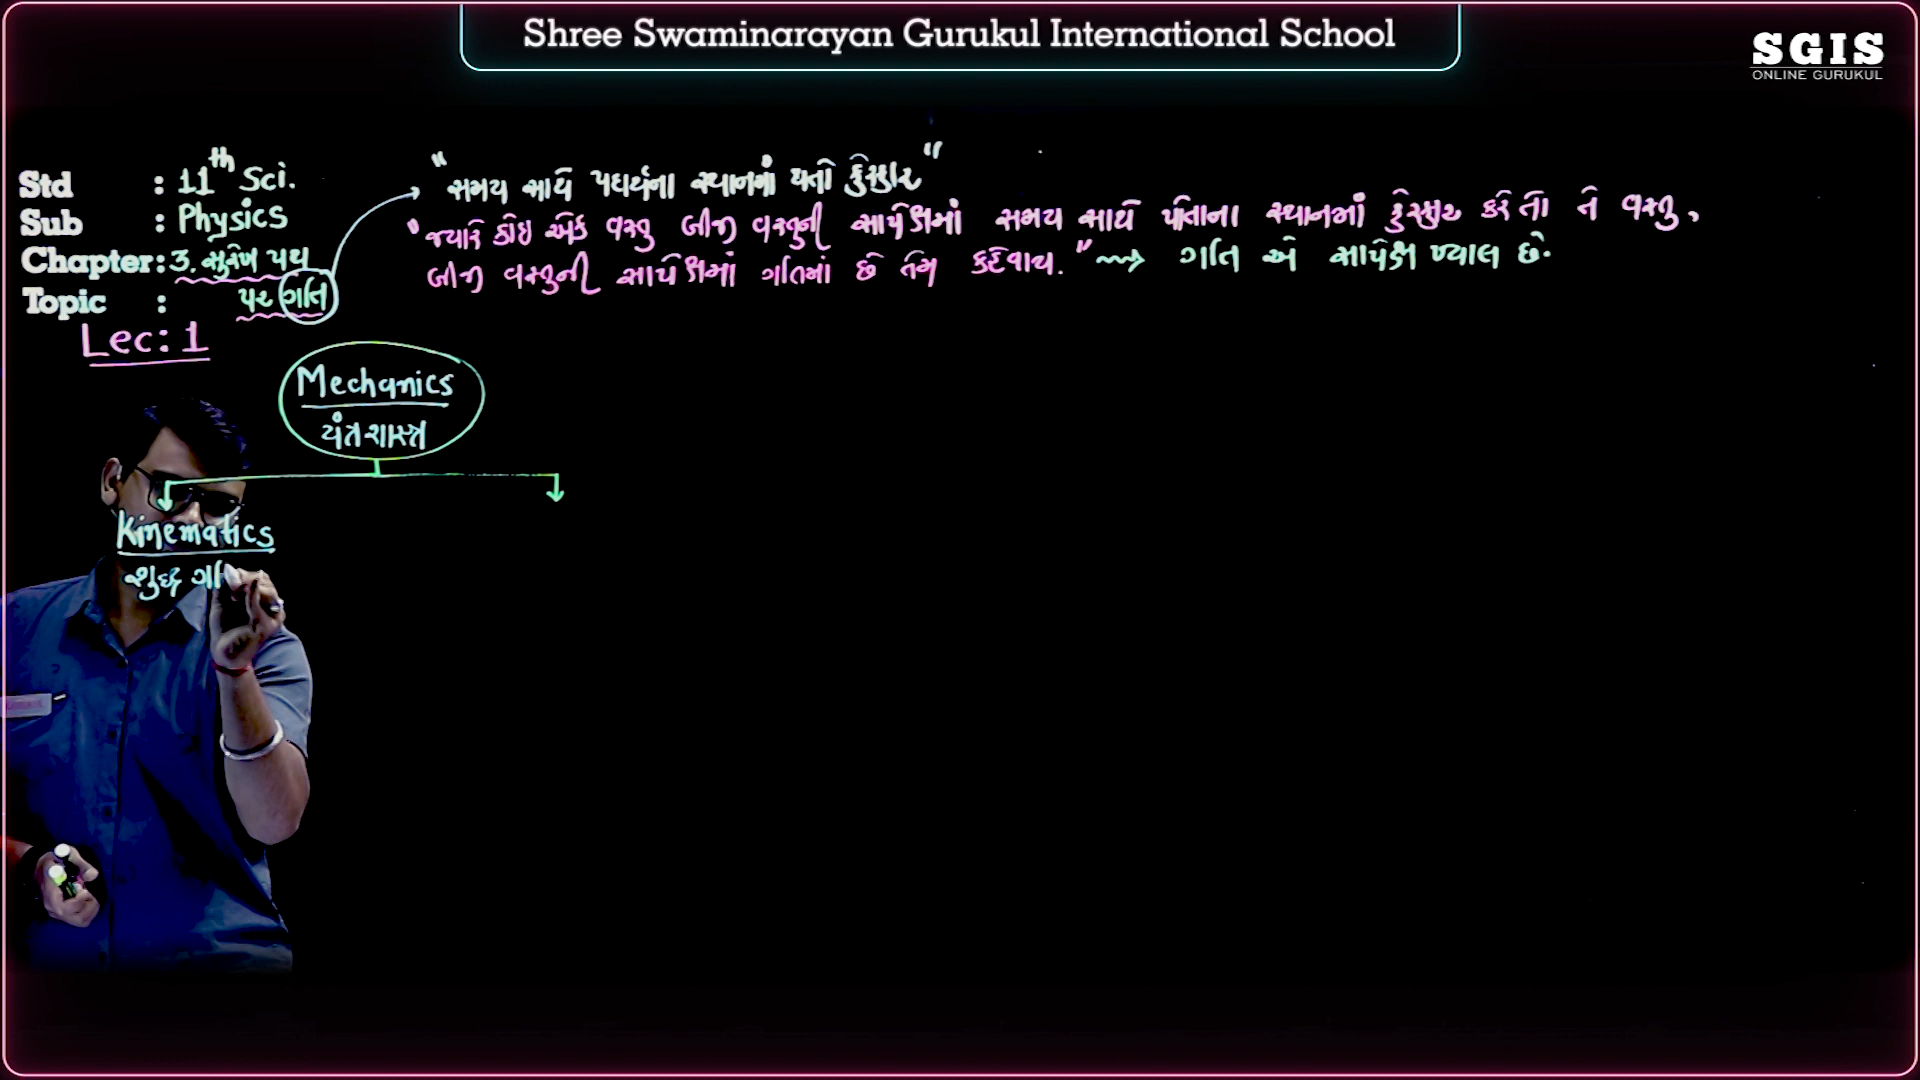 Shree Swaminarayan Gurukul International School
SGIS
ONLINE GURUKUL
Std : 11th Sci.
Sub : Physics
Chapter: 3. સુરેખ પથ
Topic : પર ગતિ
Lec: 1
"સમય સાથે પદાર્થના સ્થાનમાં થતો ફેરફાર"
"જ્યારે કોઇ એક વસ્તુ બીજી વસ્તુની સાપેક્ષમાં સમય સાથે પોતાના સ્થાનમાં ફેરફાર કરે તો તે વસ્તુ,
બીજી વસ્તુની સાપેક્ષમાં ગતિમાં છે તેમ કહેવાય." ⇝ ગતિ એ સાપેક્ષ ખ્યાલ છે.
Mechanics
યંત્રશાસ્ત્ર
Kinematics
શુદ્ધ ગતિ